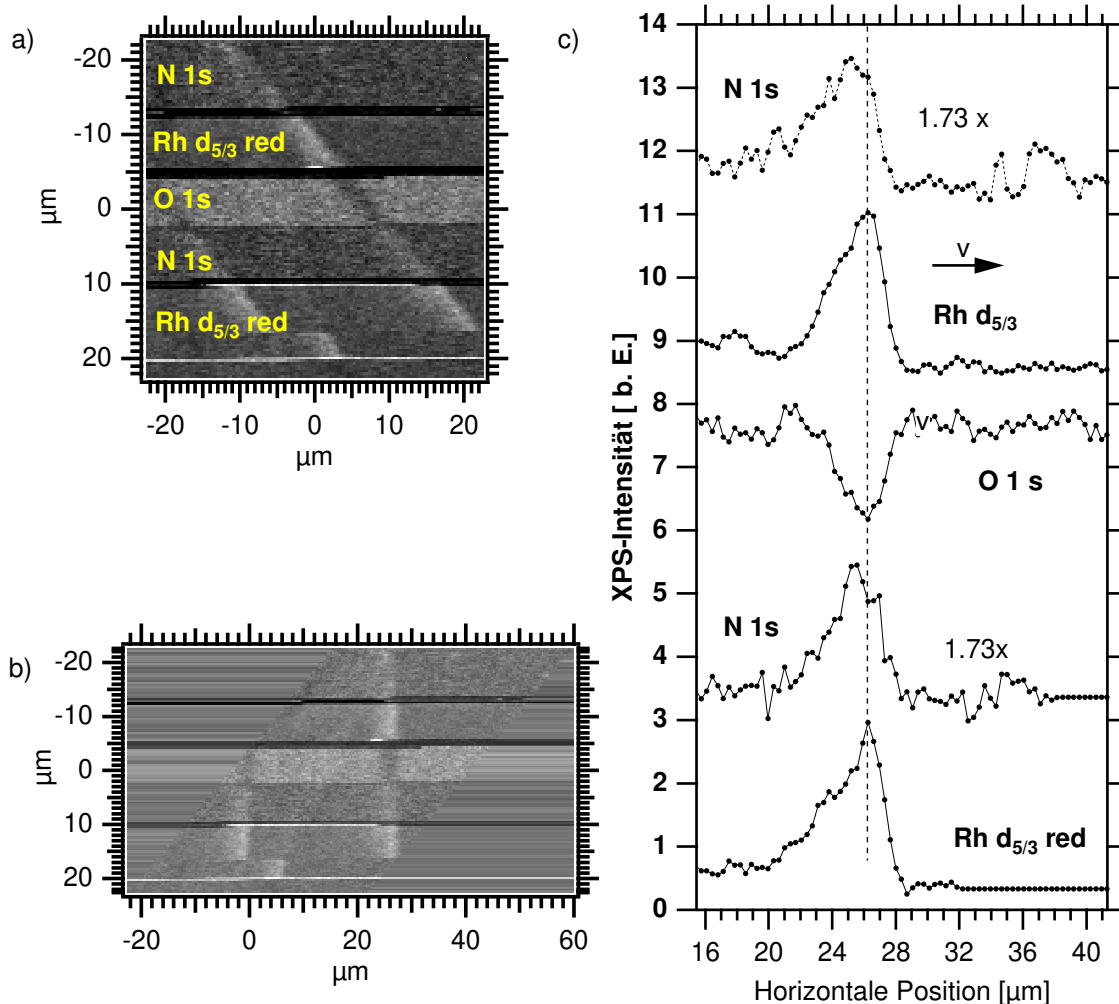 a)
-20
-10
0
10
20
µm
N 1s
Rh d5/3 red
O 1s
N 1s
Rh d5/3 red
-20 -10 0 10 20
µm
b)
-20
-10
0
10
20
µm
-20 0 20 40 60
µm
c)
14
13
12
11
10
9
8
7
6
5
4
3
2
1
0
XPS-Intensität [ b. E.]
N 1s
1.73 x
v
Rh d5/3
v
O 1 s
N 1s
1.73x
Rh d5/3 red
16 20 24 28 32 36 40
Horizontale Position [µm]